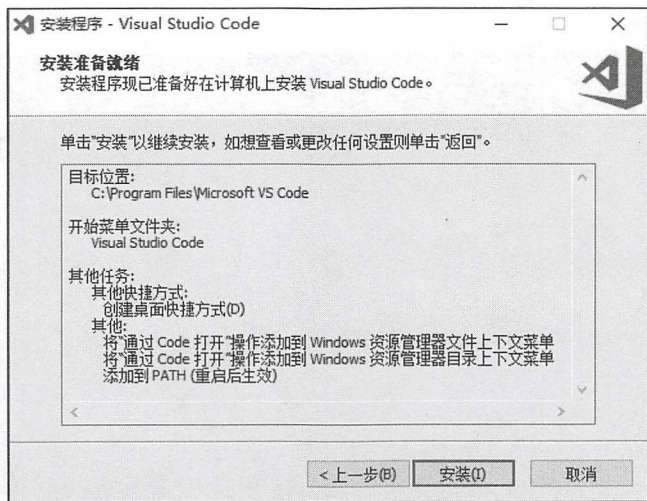 安装程序 - Visual Studio Code
安装准备就绪
安装程序现已准备好在计算机上安装 Visual Studio Code。
单击"安装"以继续安装，如想查看或更改任何设置则单击"返回"。
目标位置:
C:\Program Files\Microsoft VS Code
开始菜单文件夹:
Visual Studio Code
其他任务:
其他快捷方式:
创建桌面快捷方式(D)
其他:
将"通过 Code 打开"操作添加到 Windows 资源管理器文件上下文菜单
将"通过 Code 打开"操作添加到 Windows 资源管理器目录上下文菜单
添加到 PATH (重启后生效)
<上一步(B) 安装(I) 取消